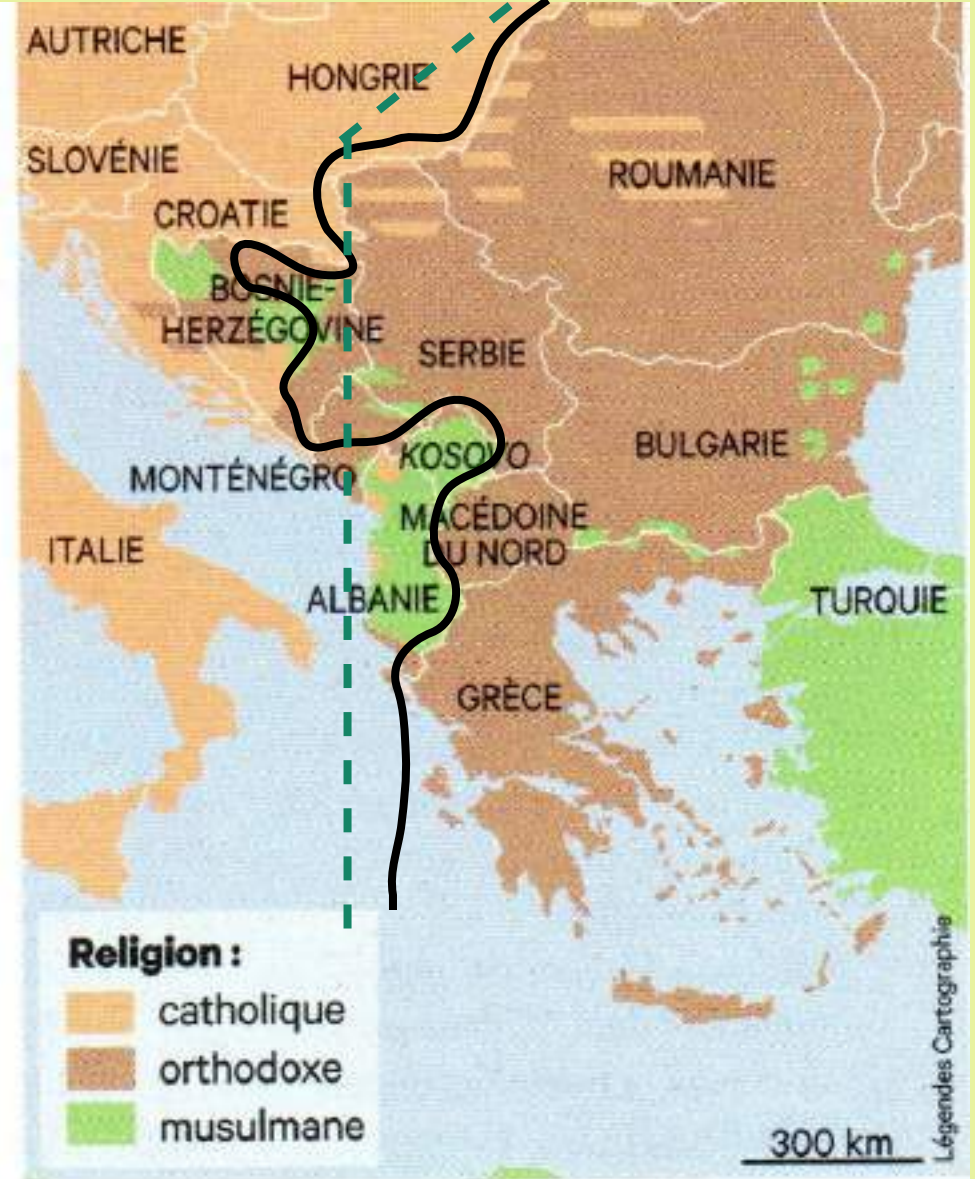 AUTRICHE
HONGRIE
SLOVÉNIE
ROUMANIE
CROATIE
BOSNIE-
HERZÉGOVINE
SERBIE
BULGARIE
KOSOVO
MONTÉNÉGRO
MACÉDOINE
DU NORD
ITALIE
ALBANIE
TURQUIE
GRÈCE
Religion :
catholique
orthodoxe
musulmane
300 km
Légendes Cartographie